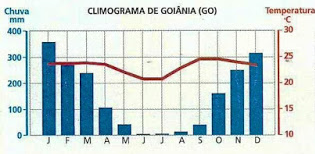 Chuva mm
CLIMOGRAMA DE GOIÂNIA (GO)
Temperatura °C
400
300
200
100
0
30
25
20
15
10
J F M A M J J A S O N D